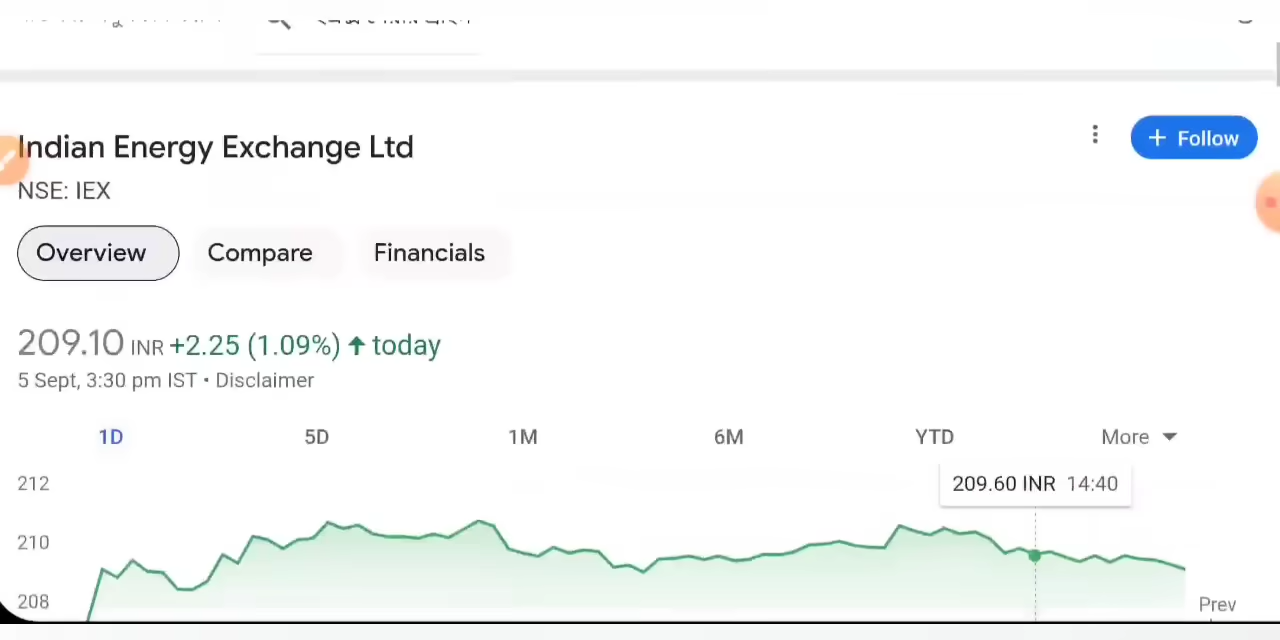 Indian Energy Exchange Ltd
+ Follow
NSE: IEX
Overview Compare Financials
209.10 INR +2.25 (1.09%) ↑ today
5 Sept, 3:30 pm IST • Disclaimer
1D 5D 1M 6M YTD More
209.60 INR 14:40
212
210
208
Prev